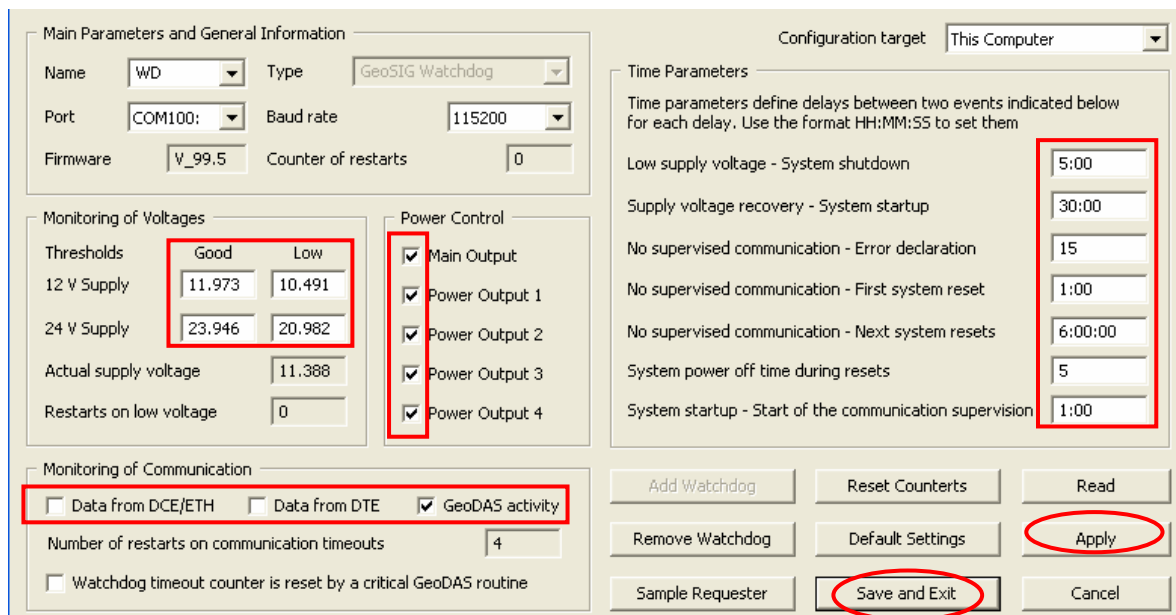 Main Parameters and General Information
Configuration target This Computer
Name WD Type GeoSIG Watchdog
Port COM100: Baud rate 115200
Firmware V_99.5 Counter of restarts 0
Time Parameters
Time parameters define delays between two events indicated below
for each delay. Use the format HH:MM:SS to set them
Low supply voltage - System shutdown 5:00
Supply voltage recovery - System startup 30:00
No supervised communication - Error declaration 15
No supervised communication - First system reset 1:00
No supervised communication - Next system resets 6:00:00
System power off time during resets 5
System startup - Start of the communication supervision 1:00
Monitoring of Voltages
Thresholds Good Low
12 V Supply 11.973 10.491
24 V Supply 23.946 20.982
Actual supply voltage 11.388
Restarts on low voltage 0
Power Control
Main Output
Power Output 1
Power Output 2
Power Output 3
Power Output 4
Monitoring of Communication
Data from DCE/ETH Data from DTE GeoDAS activity
Number of restarts on communication timeouts 4
Watchdog timeout counter is reset by a critical GeoDAS routine
Add Watchdog Reset Counterts Read
Remove Watchdog Default Settings Apply
Sample Requester Save and Exit Cancel